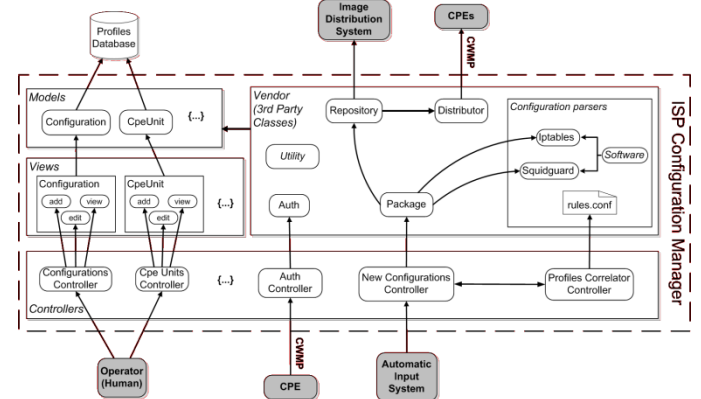 Image
Distribution
System
CPEs
CWMP
Profiles
Database
Models
Configuration
CpeUnit
{...}
Vendor
(3rd Party
Classes)
Repository
Distributor
Configuration parsers
Iptables
Software
Squidguard
rules.conf
Utility
Auth
Package
Views
Configuration
add
view
edit
CpeUnit
add
view
edit
{...}
Configurations
Controller
Cpe Units
Controller
{...}
Auth
Controller
New Configurations
Controller
Profiles Correlator
Controller
Controllers
ISP Configuration Manager
Operator
(Human)
CWMP
CPE
Automatic
Input
System